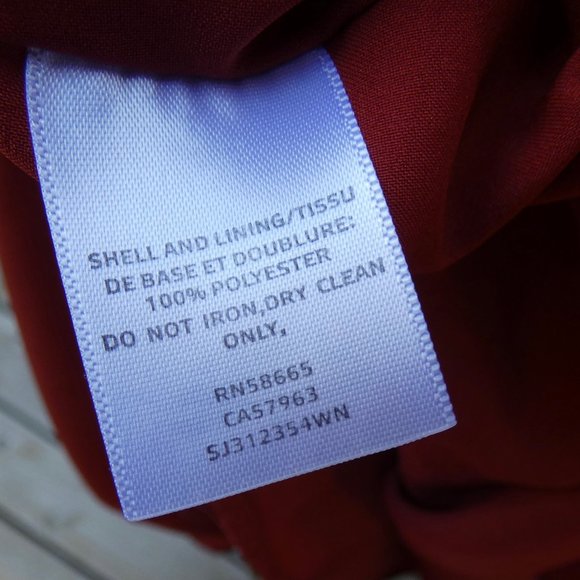 SHELL AND LINING/TISSU
DE BASE ET DOUBLURE:
100% POLYESTER
DO NOT IRON,DRY CLEAN
ONLY,
RN58665
CA57963
SJ312354WN